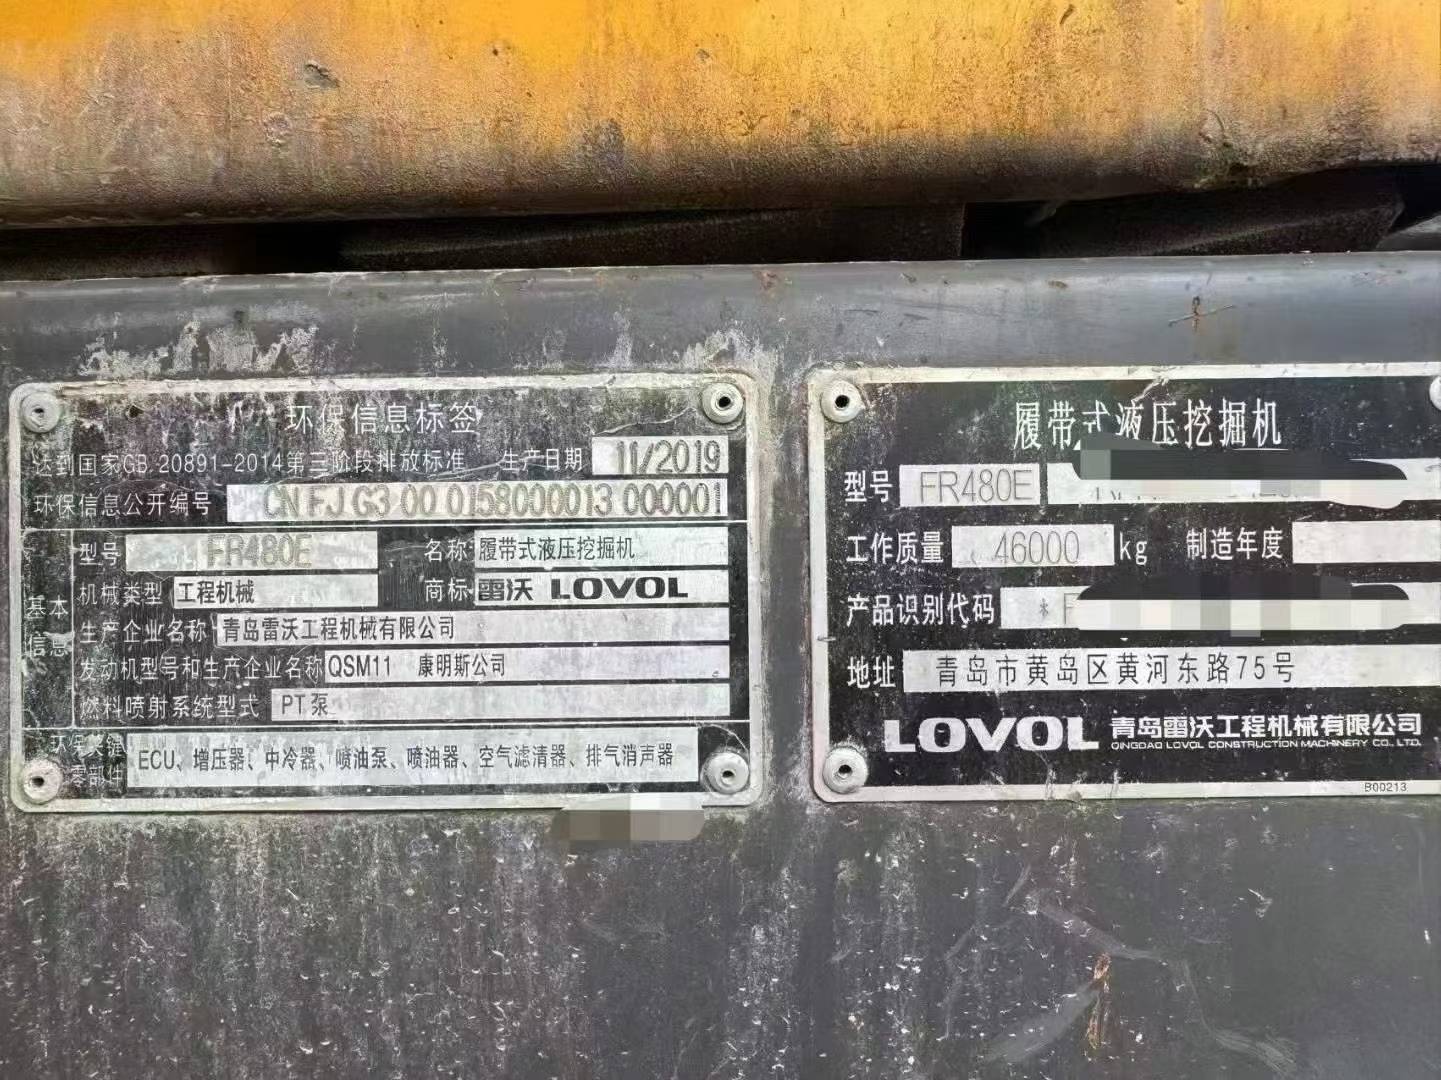 环保信息标签
达到国家GB 20891-2014第三阶段排放标准 生产日期 11/2019
环保信息公开编号 CN FJ G3 00 0158000013 000001
基本信息
型号 FR480E 名称 履带式液压挖掘机
机械类型 工程机械 商标 雷沃 LOVOL
生产企业名称 青岛雷沃工程机械有限公司
发动机型号和生产企业名称 QSM11 康明斯公司
燃料喷射系统型式 PT泵
环保关键零部件 ECU、增压器、中冷器、喷油泵、喷油器、空气滤清器、排气消声器
履带式液压挖掘机
型号 FR480E
工作质量 46000 kg 制造年度
产品识别代码 *
地址 青岛市黄岛区黄河东路75号
LOVOL 青岛雷沃工程机械有限公司
QINGDAO LOVOL CONSTRUCTION MACHINERY CO., LTD.
B00213